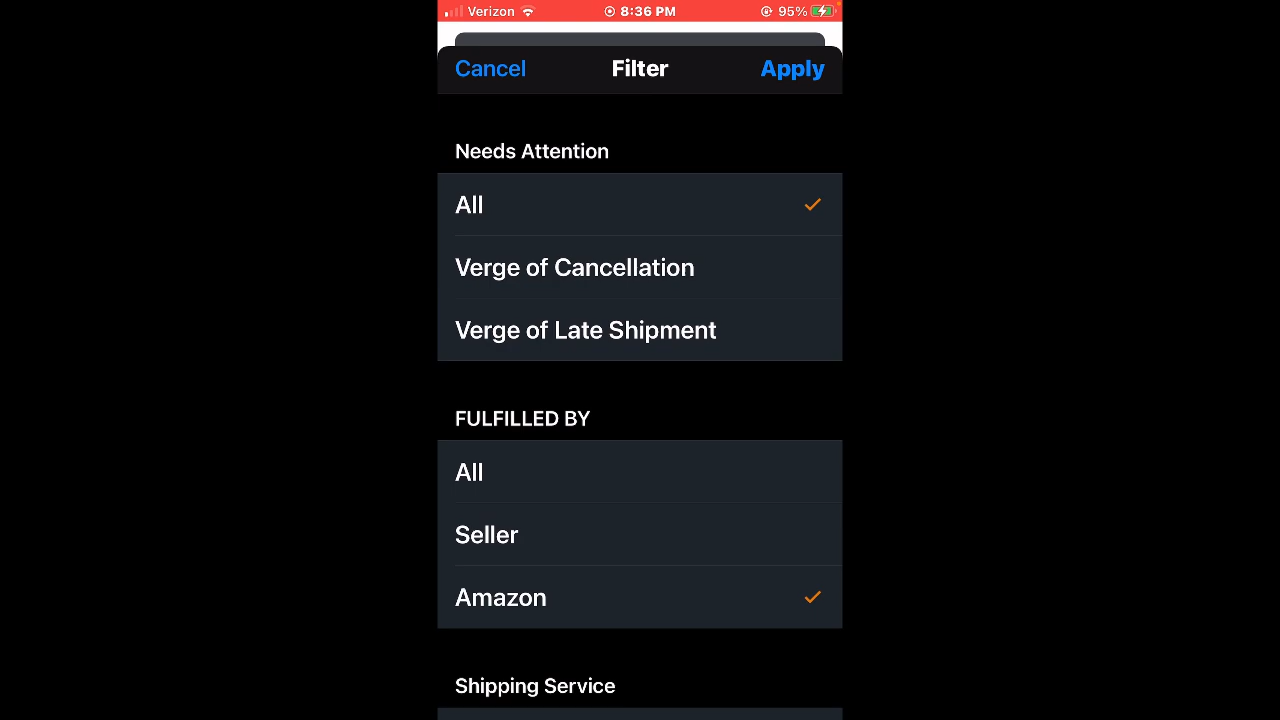 Verizon 8:36 PM 95%
Cancel Filter Apply
Needs Attention
All
Verge of Cancellation
Verge of Late Shipment
FULFILLED BY
All
Seller
Amazon
Shipping Service